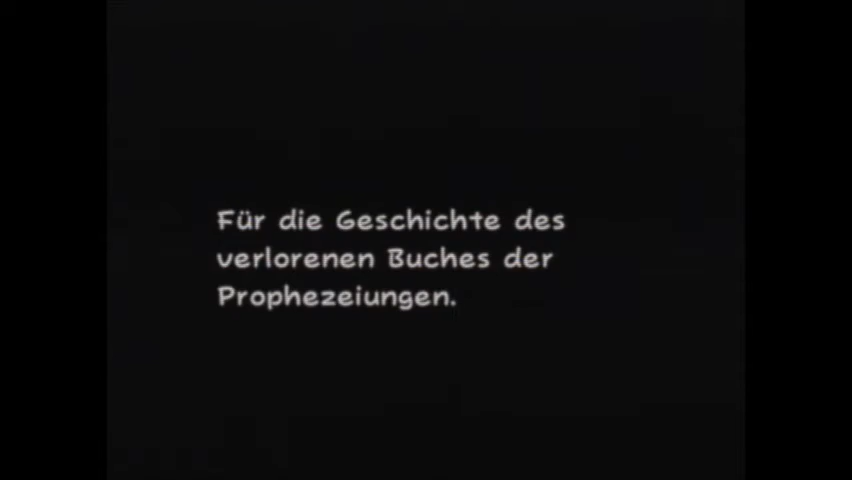 Für die Geschichte des
verlorenen Buches der
Prophezeiungen.